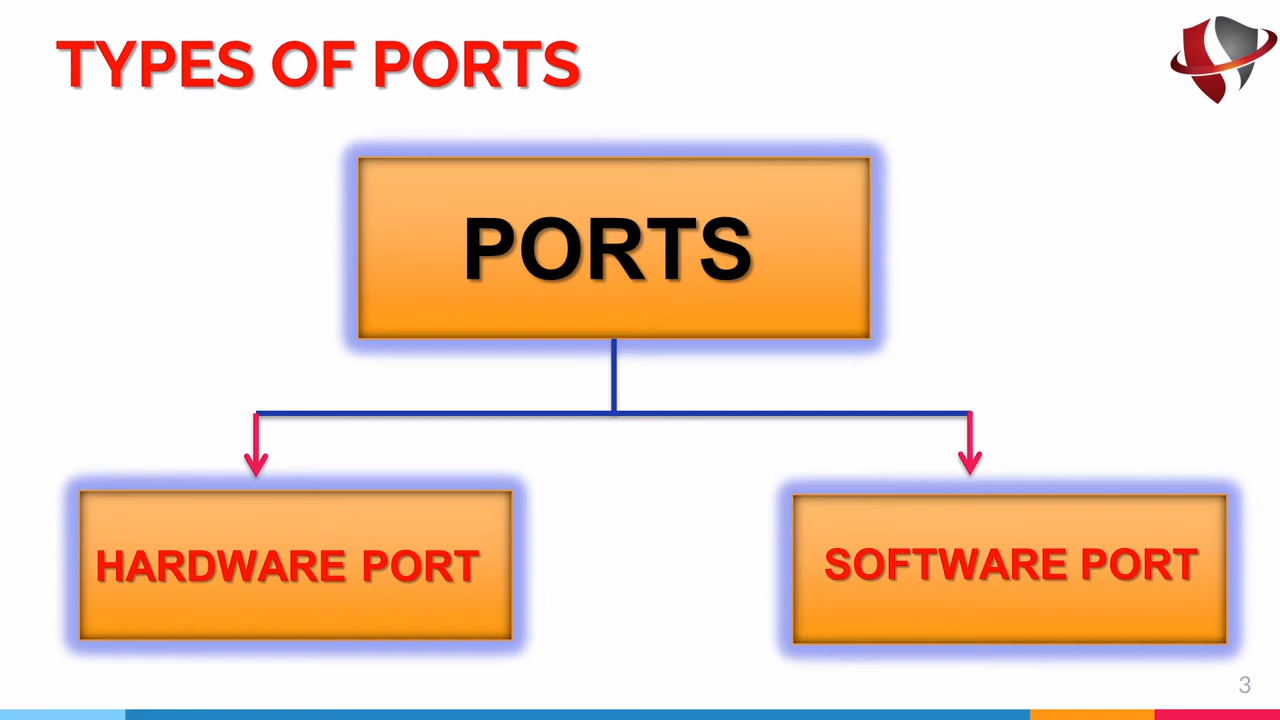 TYPES OF PORTS
PORTS
HARDWARE PORT
SOFTWARE PORT
3